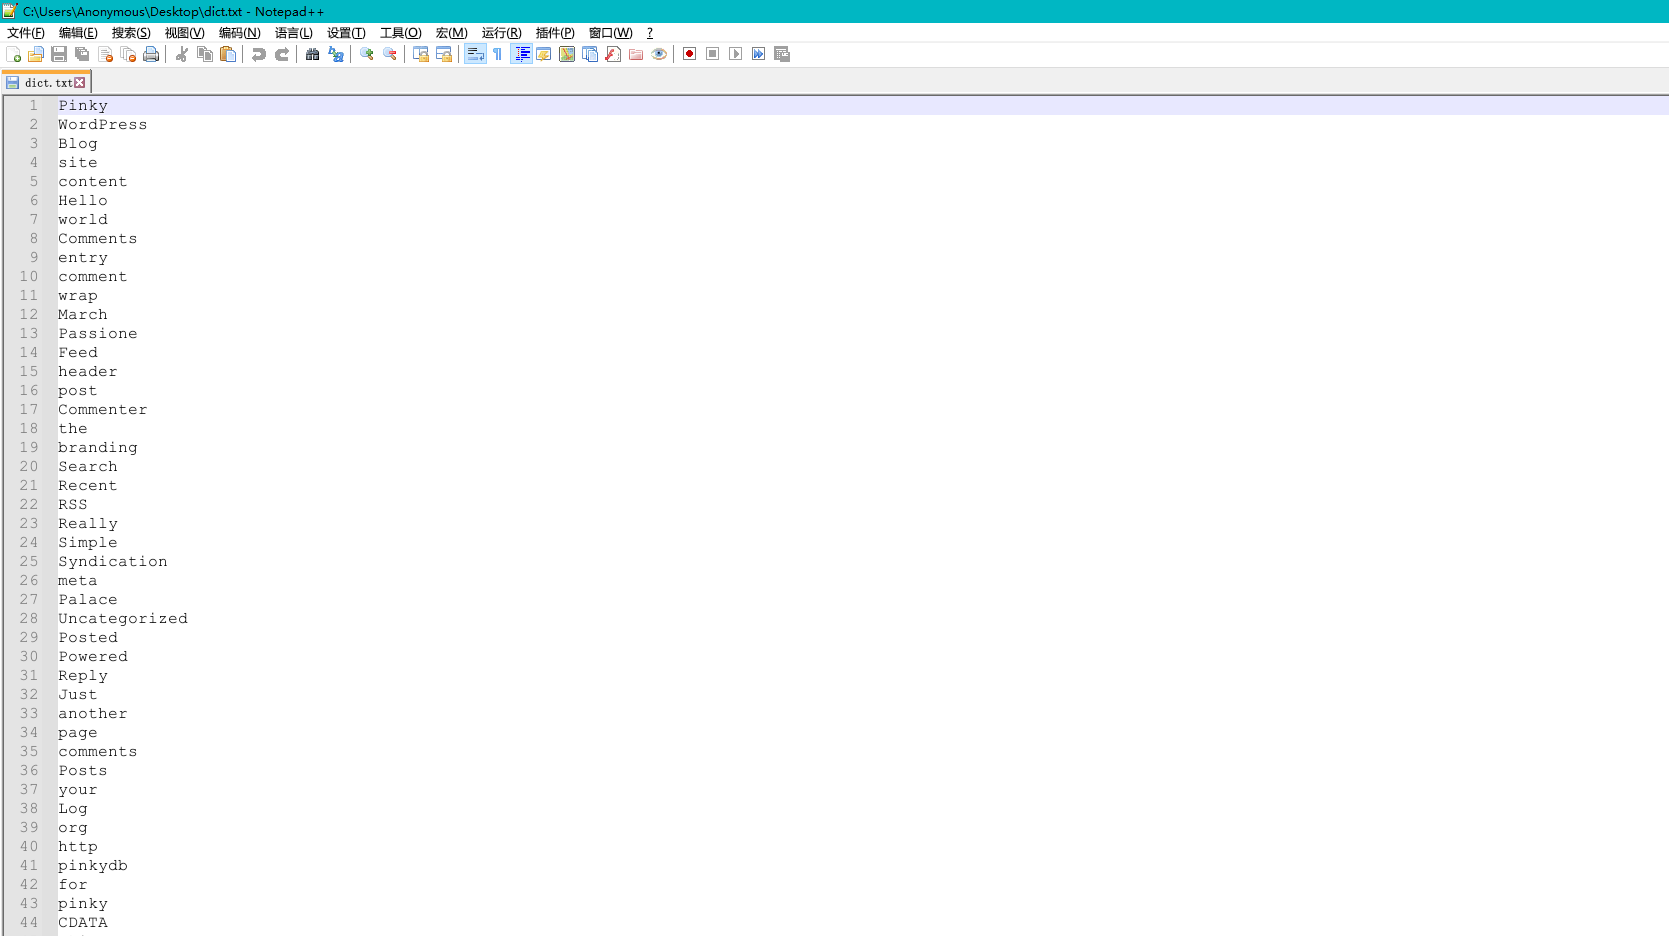 C:\Users\Anonymous\Desktop\dict.txt - Notepad++
文件(F) 编辑(E) 搜索(S) 视图(V) 编码(N) 语言(L) 设置(T) 工具(O) 宏(M) 运行(R) 插件(P) 窗口(W) ?
dict.txt
1 Pinky
2 WordPress
3 Blog
4 site
5 content
6 Hello
7 world
8 Comments
9 entry
10 comment
11 wrap
12 March
13 Passione
14 Feed
15 header
16 post
17 Commenter
18 the
19 branding
20 Search
21 Recent
22 RSS
23 Really
24 Simple
25 Syndication
26 meta
27 Palace
28 Uncategorized
29 Posted
30 Powered
31 Reply
32 Just
33 another
34 page
35 comments
36 Posts
37 your
38 Log
39 org
40 http
41 pinkydb
42 for
43 pinky
44 CDATA